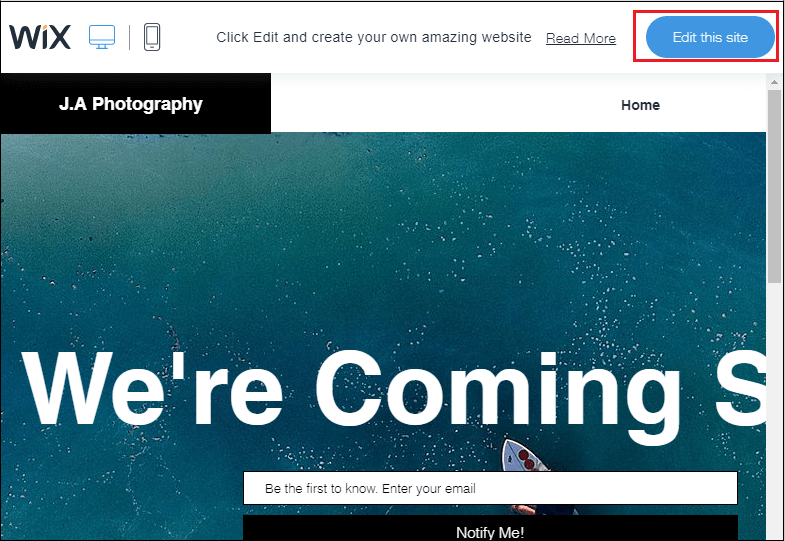 WiX
Click Edit and create your own amazing website Read More Edit this site
J.A Photography
Home
We're Coming S
Be the first to know. Enter your email
Notify Me!